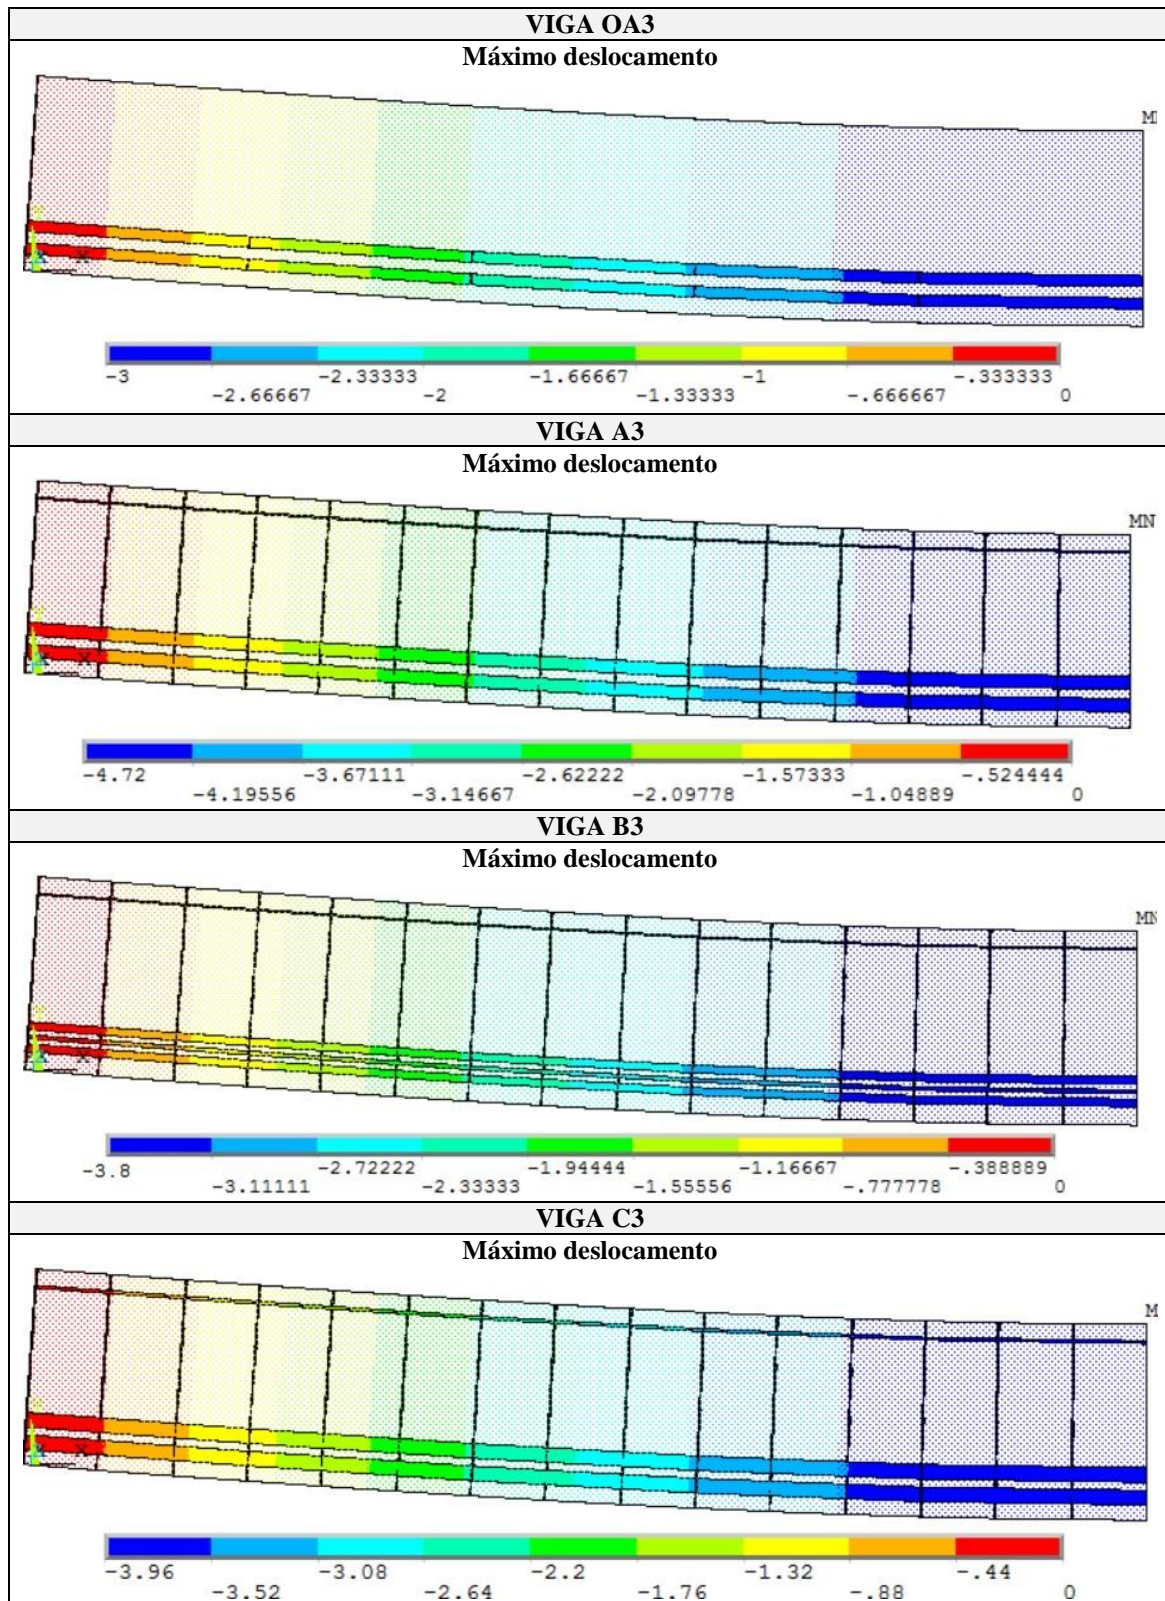 VIGA OA3
Máximo deslocamento
-3 -2.33333 -1.66667 -1 -.333333
-2.66667 -2 -1.33333 -.666667 0
VIGA A3
Máximo deslocamento
MN
X
-4.72 -3.67111 -2.62222 -1.57333 -.524444
-4.19556 -3.14667 -2.09778 -1.04889 0
VIGA B3
Máximo deslocamento
MN
X
-3.8 -2.72222 -1.94444 -1.16667 -.388889
-3.11111 -2.33333 -1.55556 -.777778 0
VIGA C3
Máximo deslocamento
M
X
-3.96 -3.08 -2.2 -1.32 -.44
-3.52 -2.64 -1.76 -.88 0